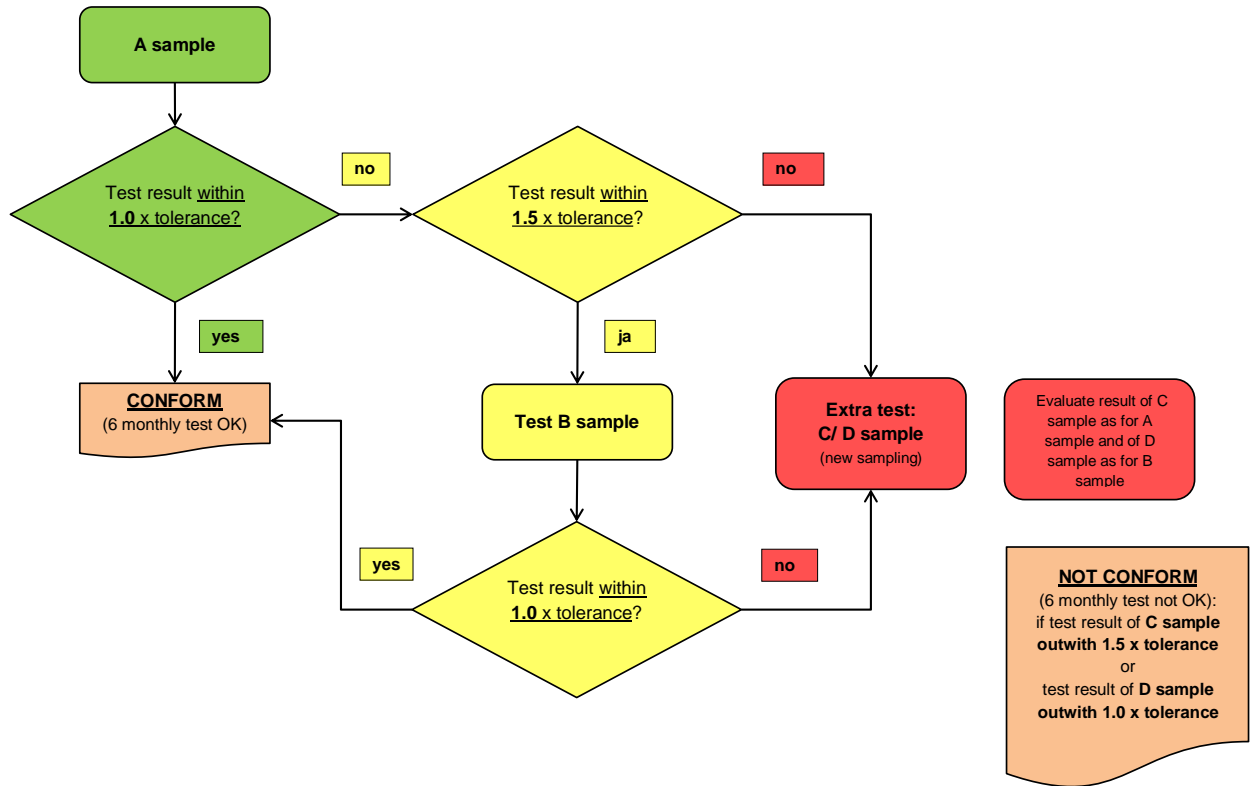 A sample
Test result within
1.0 x tolerance?
no
Test result within
1.5 x tolerance?
no
yes
ja
CONFORM
(6 monthly test OK)
Test B sample
Extra test:
C/ D sample
(new sampling)
Evaluate result of C
sample as for A
sample and of D
sample as for B
sample
yes
Test result within
1.0 x tolerance?
no
NOT CONFORM
(6 monthly test not OK):
if test result of C sample
outwith 1.5 x tolerance
or
test result of D sample
outwith 1.0 x tolerance